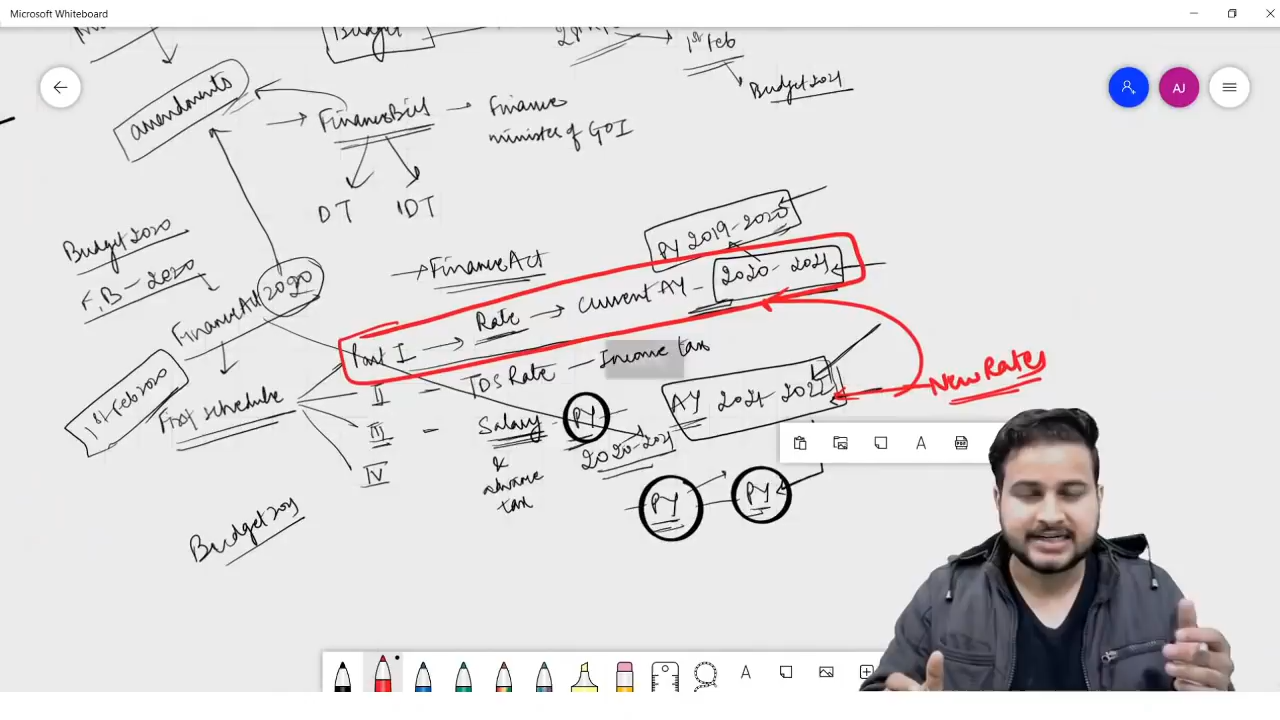 Microsoft Whiteboard
Budget
1st Feb
Budget 2021
amendments
Finance Bill
Finance
minister of GOI
AJ
DT
IDT
Budget 2020
F.B - 2020
Finance Act 2020
1st Feb 2020
First Schedule
Finance Act
PY 2019-2020
Part I
Rate
Current AY -
2020-2021
II - TDS Rate - Income tax
III - Salary - PY
2020-2021
&
advance
tax
IV
AY 2021-2022
New Rates
PY
PY
A
A